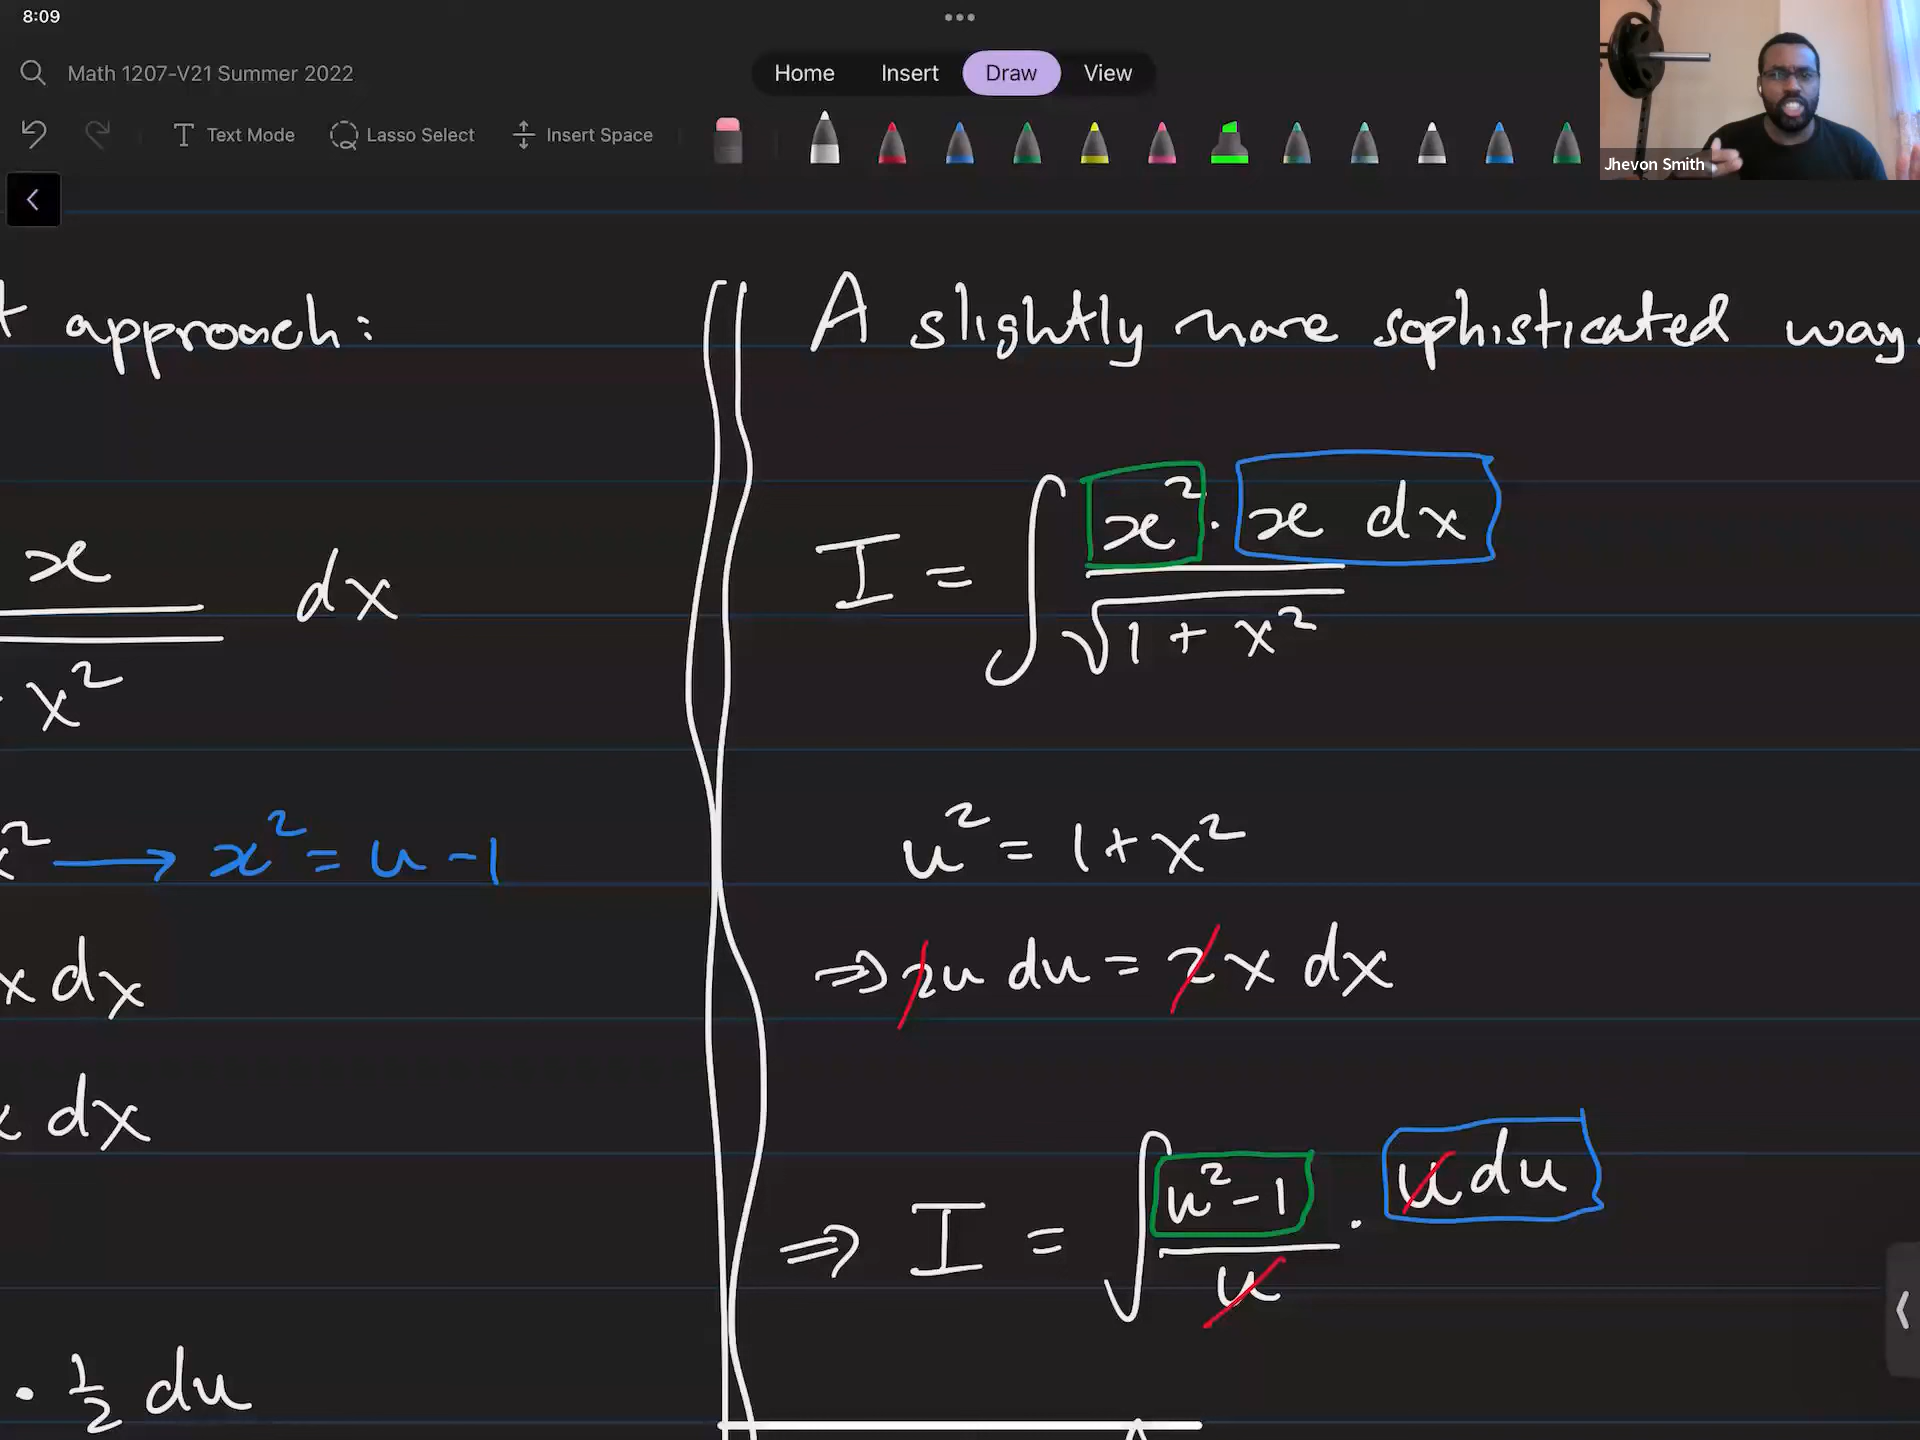 8:09
Math 1207-V21 Summer 2022
Home Insert Draw View
Text Mode Lasso Select Insert Space
Jhevon Smith
approach:
x dx
x²
x² → x² = u - 1
x dx
dx
· 1/2 du
A slightly more sophisticated way.
I = ∫ x² · x dx / √1 + x²
u² = 1 + x²
⇒ 2u du = 2x dx
⇒ I = ∫ u² - 1 / u · u du